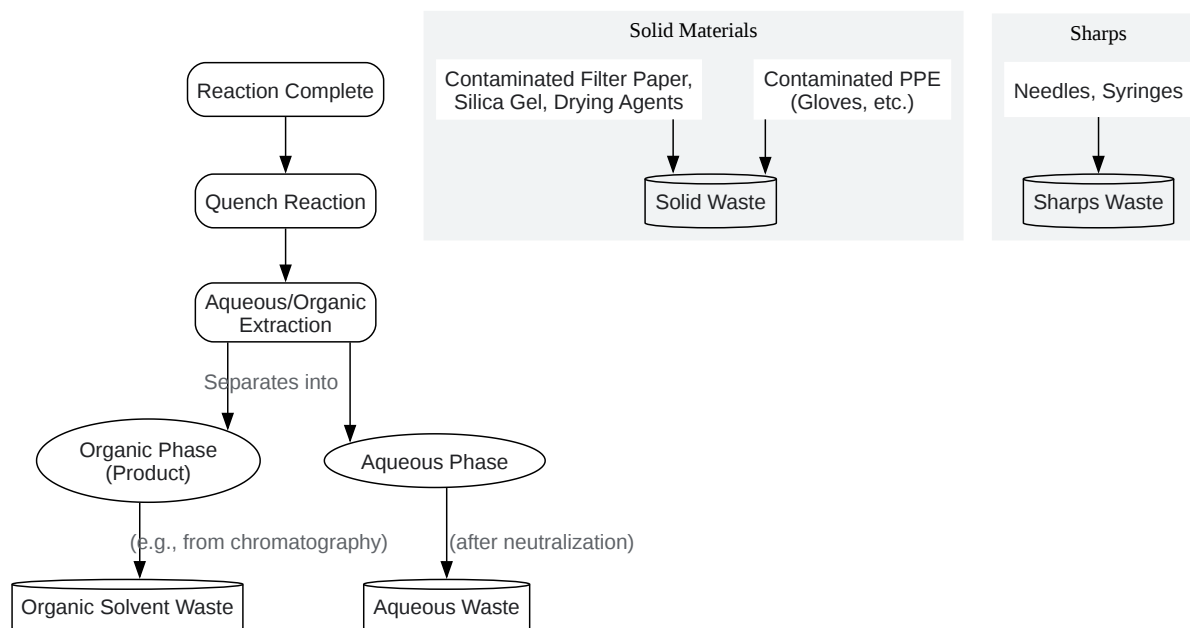 Reaction Complete
Quench Reaction
Aqueous/Organic
Extraction
Separates into
Organic Phase
(Product)
Aqueous Phase
(e.g., from chromatography)
(after neutralization)
Organic Solvent Waste
Aqueous Waste
Solid Materials
Contaminated Filter Paper,
Silica Gel, Drying Agents
Contaminated PPE
(Gloves, etc.)
Solid Waste
Sharps
Needles, Syringes
Sharps Waste